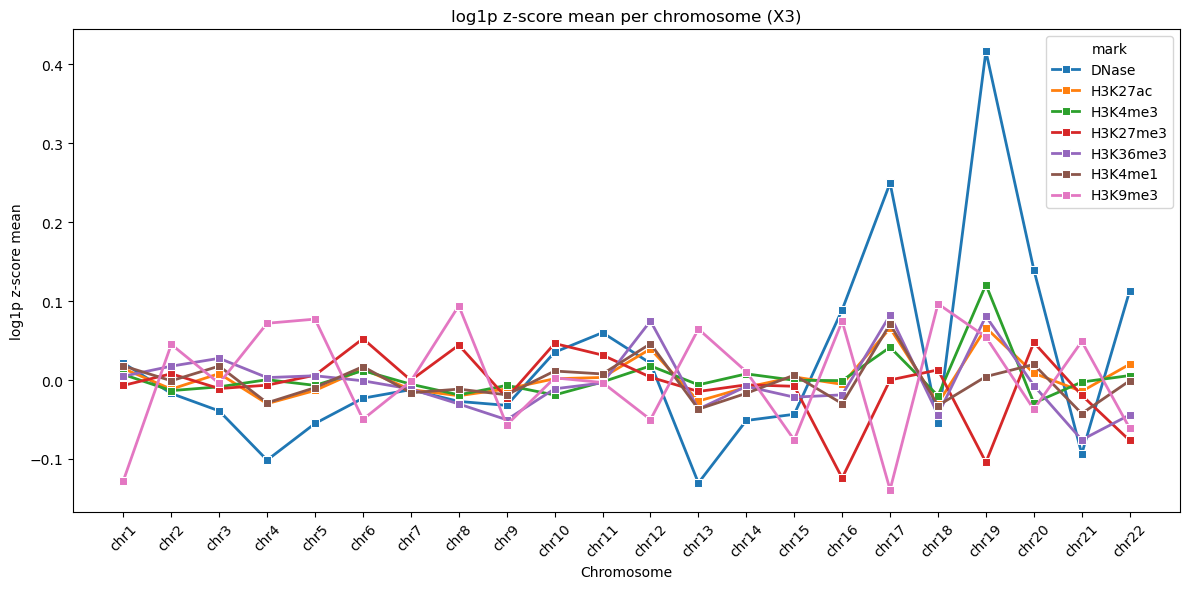 log1p z-score mean per chromosome (X3)
log1p z-score mean
0.4
0.3
0.2
0.1
0.0
−0.1
mark
DNase
H3K27ac
H3K4me3
H3K27me3
H3K36me3
H3K4me1
H3K9me3
chr1
chr2
chr3
chr4
chr5
chr6
chr7
chr8
chr9
chr10
chr11
chr12
chr13
chr14
chr15
chr16
chr17
chr18
chr19
chr20
chr21
chr22
Chromosome